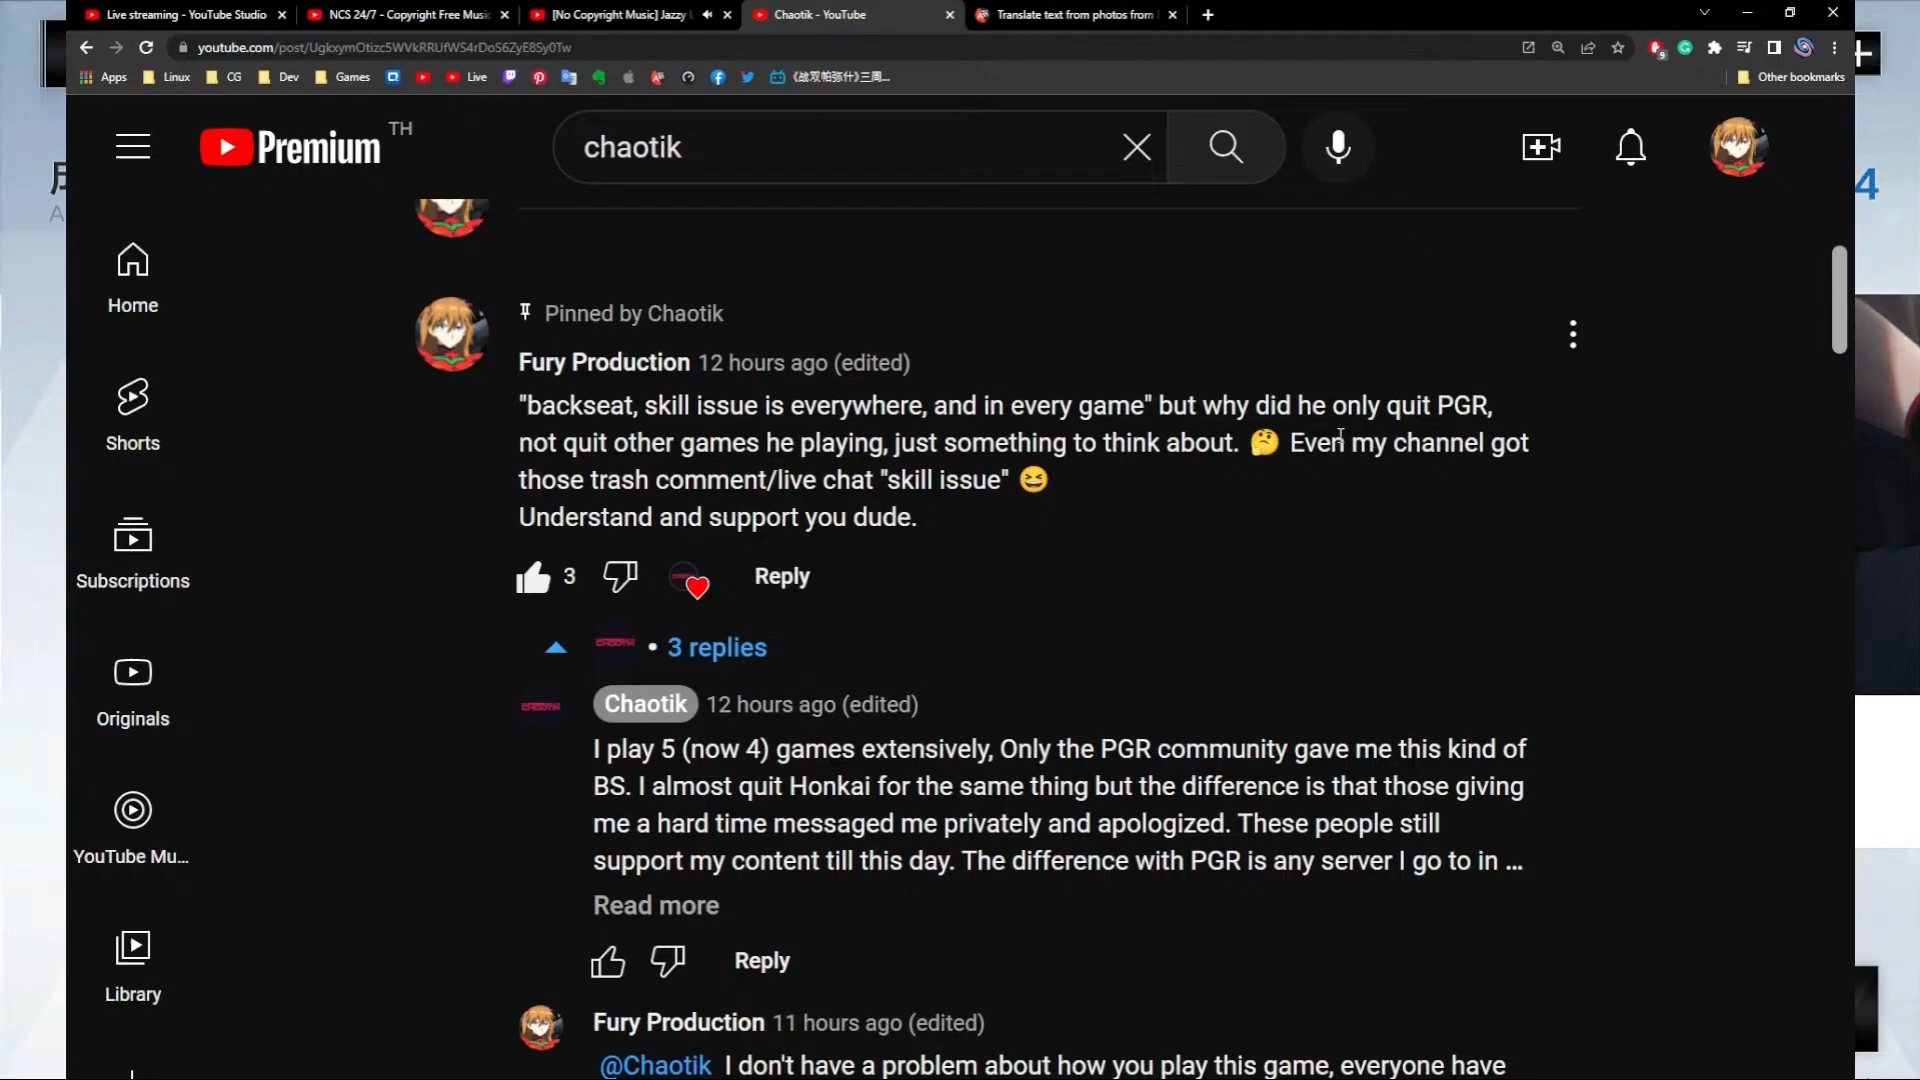 Live streaming - YouTube Studio
NCS 24/7 - Copyright Free Music
[No Copyright Music] Jazzy
Chaotik - YouTube
Translate text from photos from
youtube.com/post/UgkxymOtizc5WVkRRUfWS4rDoS6ZyE8Sy0Tw
9
Apps
Linux
CG
Dev
Games
Live
《战双帕弥什》三周...
Other bookmarks
Premium
TH
chaotik
4
A
Home
Shorts
Subscriptions
Originals
YouTube Mu...
Library
Pinned by Chaotik
Fury Production 12 hours ago (edited)
"backseat, skill issue is everywhere, and in every game" but why did he only quit PGR,
not quit other games he playing, just something to think about. 🤔 Even my channel got
those trash comment/live chat "skill issue" 😆
Understand and support you dude.
3
Reply
CHAOTIK • 3 replies
CHAOTIK
Chaotik 12 hours ago (edited)
I play 5 (now 4) games extensively, Only the PGR community gave me this kind of
BS. I almost quit Honkai for the same thing but the difference is that those giving
me a hard time messaged me privately and apologized. These people still
support my content till this day. The difference with PGR is any server I go to in ...
Read more
Reply
Fury Production 11 hours ago (edited)
@Chaotik I don't have a problem about how you play this game, everyone have